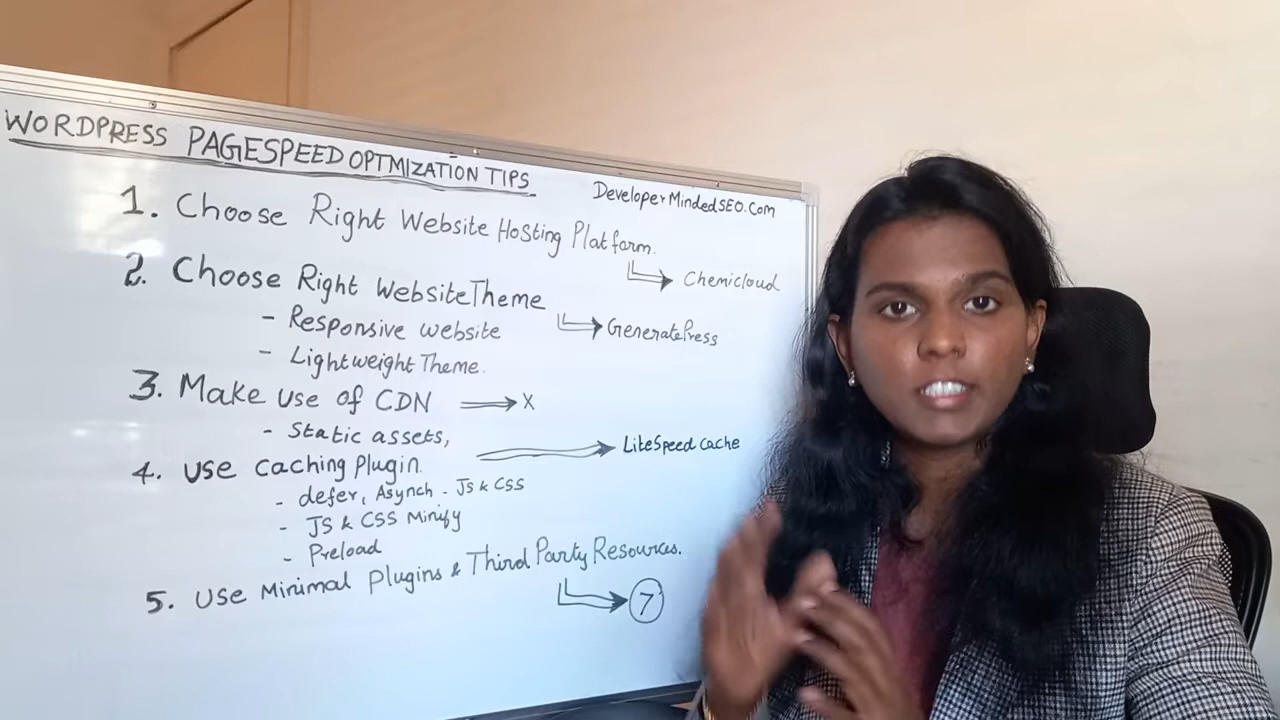 WORDPRESS PAGESPEED OPTMIZATION TIPS
DeveloperMindedSEO.Com
1. Choose Right Website Hosting Platform.
Chemicloud
2. Choose Right Website Theme
- Responsive website
GeneratePress
- Lightweight Theme.
3. Make use of CDN → X
- Static assets,
LiteSpeed cache
4. Use Caching Plugin.
- defer, Asynch - JS & CSS
- JS & CSS Minify
- Preload
5. Use Minimal Plugins & Third Party Resources.
7